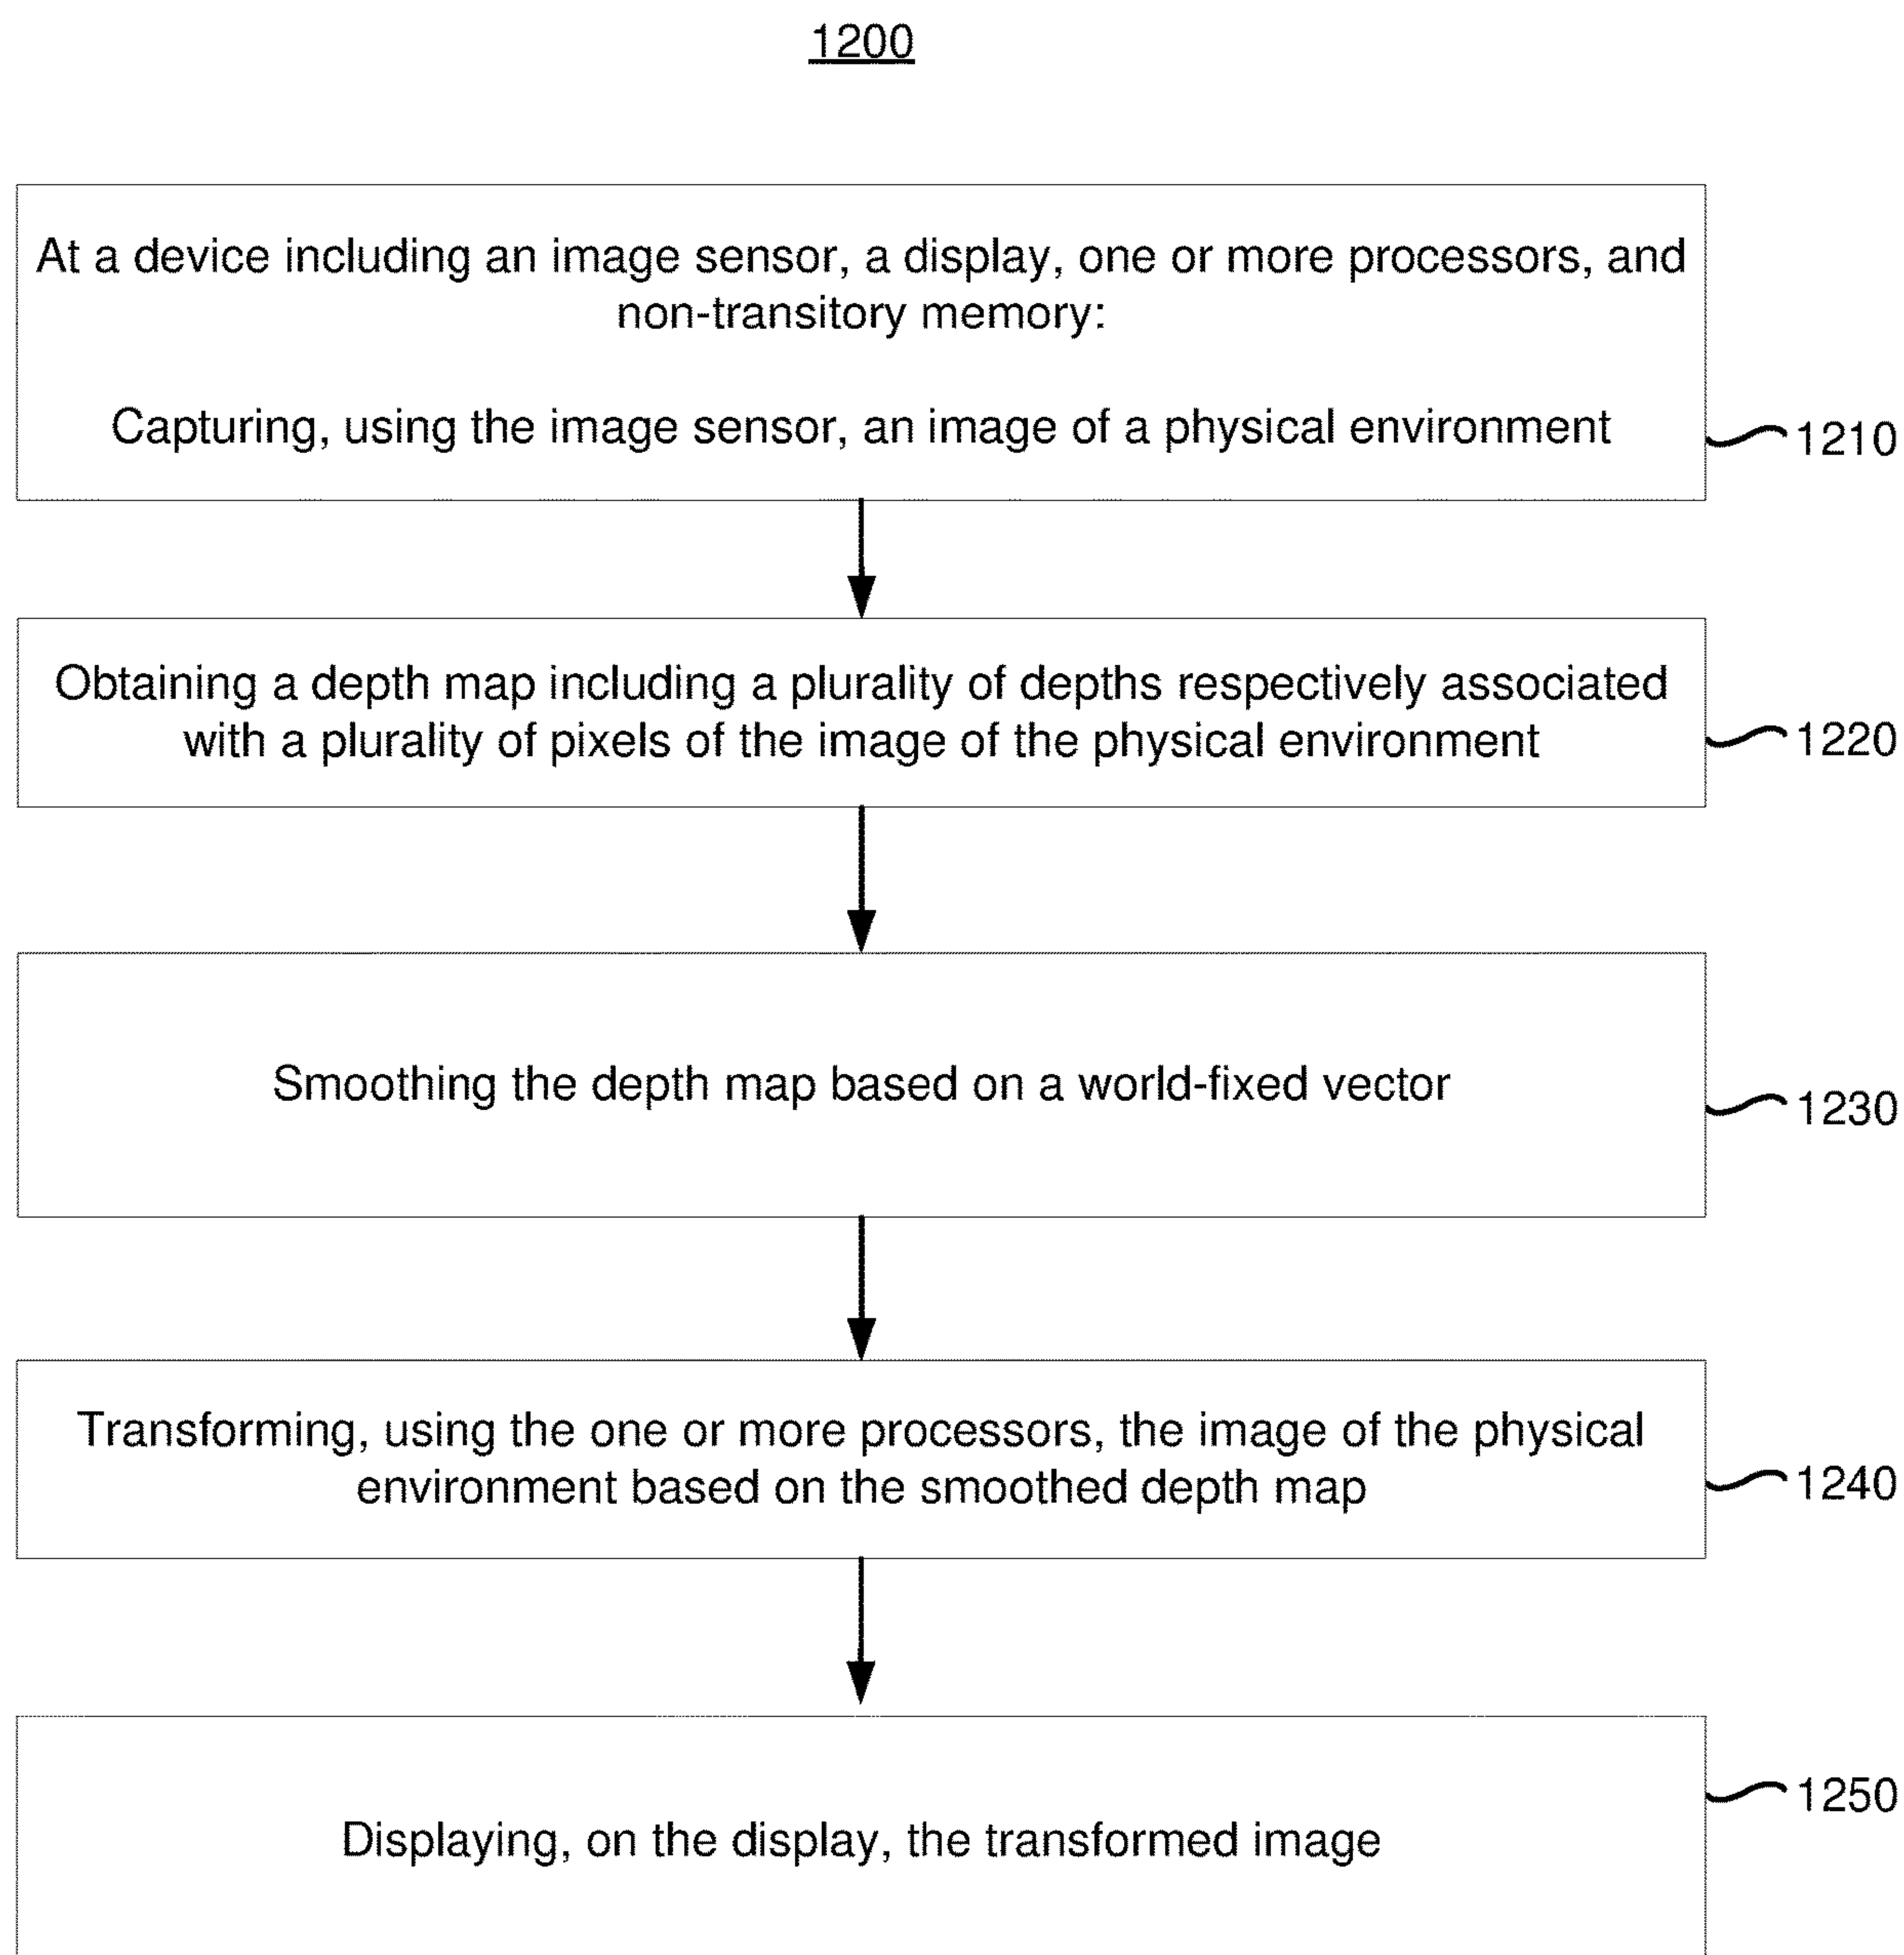 1200
At a device including an image sensor, a display, one or more processors, and
non-transitory memory:
Capturing, using the image sensor, an image of a physical environment
1210
Obtaining a depth map including a plurality of depths respectively associated
with a plurality of pixels of the image of the physical environment
1220
Smoothing the depth map based on a world-fixed vector
1230
Transforming, using the one or more processors, the image of the physical
environment based on the smoothed depth map
1240
Displaying, on the display, the transformed image
1250